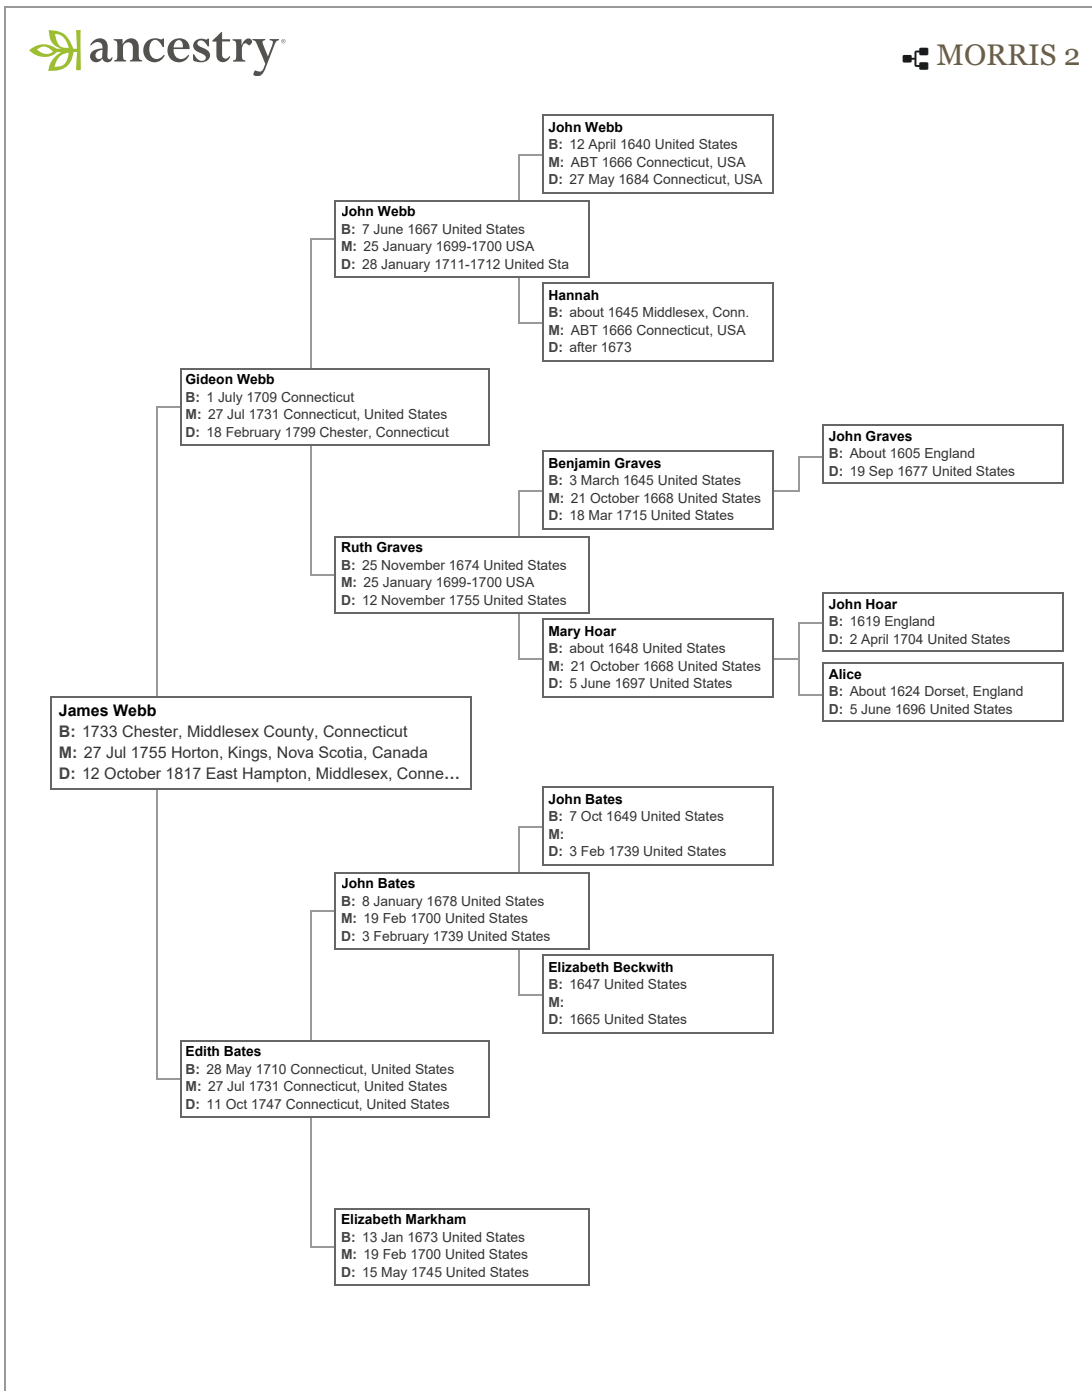 ancestry
MORRIS 2
John Webb
B: 12 April 1640 United States
M: ABT 1666 Connecticut, USA
D: 27 May 1684 Connecticut, USA
John Webb
B: 7 June 1667 United States
M: 25 January 1699-1700 USA
D: 28 January 1711-1712 United Sta
Hannah
B: about 1645 Middlesex, Conn.
M: ABT 1666 Connecticut, USA
D: after 1673
Gideon Webb
B: 1 July 1709 Connecticut
M: 27 Jul 1731 Connecticut, United States
D: 18 February 1799 Chester, Connecticut
Benjamin Graves
B: 3 March 1645 United States
M: 21 October 1668 United States
D: 18 Mar 1715 United States
John Graves
B: About 1605 England
D: 19 Sep 1677 United States
Ruth Graves
B: 25 November 1674 United States
M: 25 January 1699-1700 USA
D: 12 November 1755 United States
Mary Hoar
B: about 1648 United States
M: 21 October 1668 United States
D: 5 June 1697 United States
John Hoar
B: 1619 England
D: 2 April 1704 United States
Alice
B: About 1624 Dorset, England
D: 5 June 1696 United States
James Webb
B: 1733 Chester, Middlesex County, Connecticut
M: 27 Jul 1755 Horton, Kings, Nova Scotia, Canada
D: 12 October 1817 East Hampton, Middlesex, Conne…
John Bates
B: 7 Oct 1649 United States
M:
D: 3 Feb 1739 United States
John Bates
B: 8 January 1678 United States
M: 19 Feb 1700 United States
D: 3 February 1739 United States
Elizabeth Beckwith
B: 1647 United States
M:
D: 1665 United States
Edith Bates
B: 28 May 1710 Connecticut, United States
M: 27 Jul 1731 Connecticut, United States
D: 11 Oct 1747 Connecticut, United States
Elizabeth Markham
B: 13 Jan 1673 United States
M: 19 Feb 1700 United States
D: 15 May 1745 United States